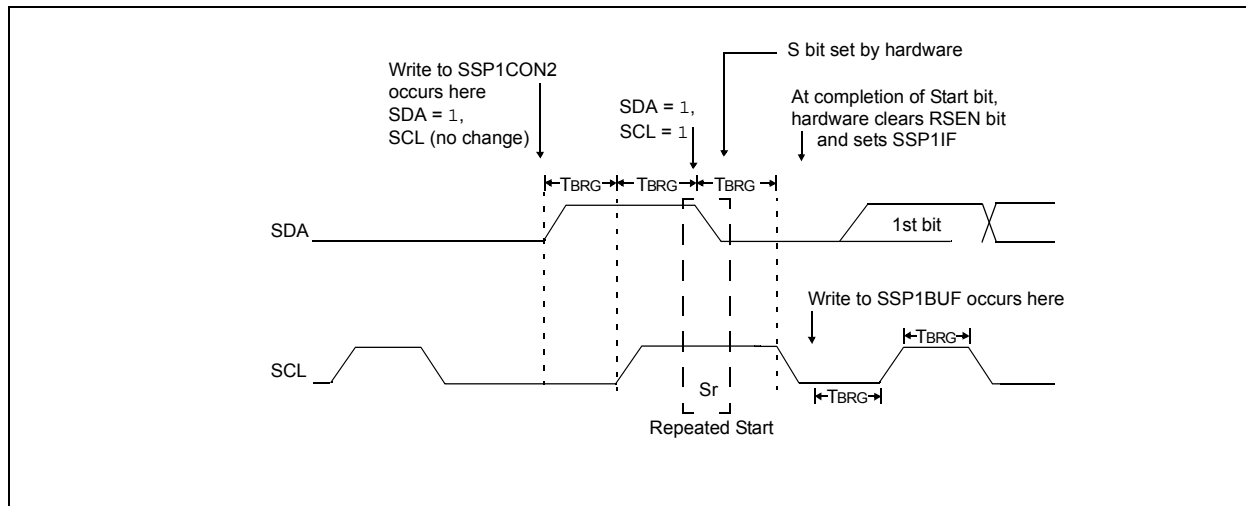 S bit set by hardware
Write to SSP1CON2
occurs here
SDA = 1,
SCL (no change)
SDA = 1,
SCL = 1
At completion of Start bit,
hardware clears RSEN bit
and sets SSP1IF
TBRG TBRG TBRG
SDA
1st bit
Write to SSP1BUF occurs here
TBRG
SCL
Sr
TBRG
Repeated Start